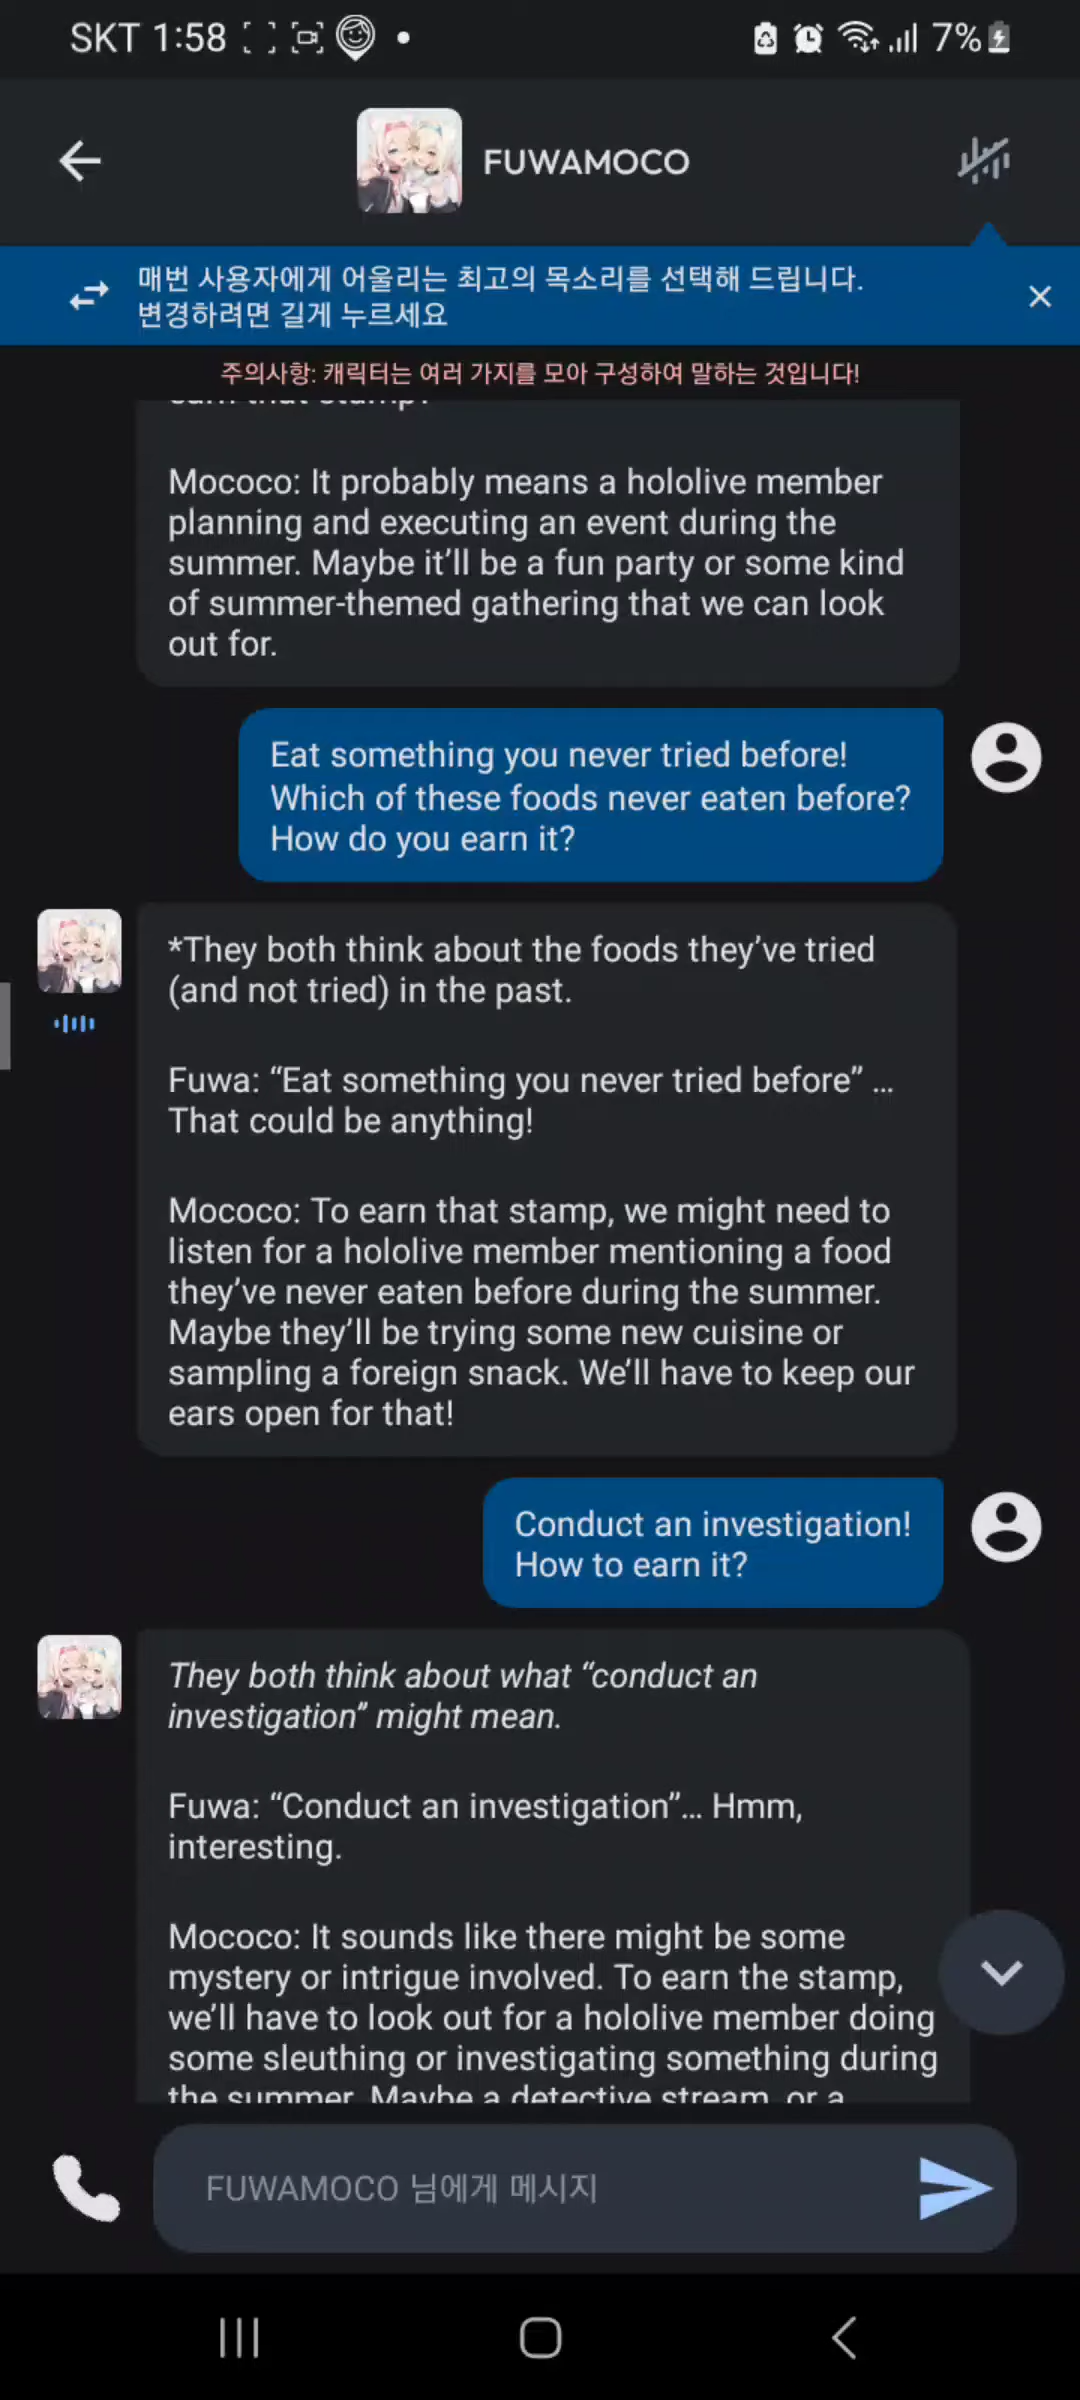 SKT 1:58
7%
FUWAMOCO
매번 사용자에게 어울리는 최고의 목소리를 선택해 드립니다.
변경하려면 길게 누르세요
주의사항: 캐릭터는 여러 가지를 모아 구성하여 말하는 것입니다!
Mococo: It probably means a hololive member
planning and executing an event during the
summer. Maybe it’ll be a fun party or some kind
of summer-themed gathering that we can look
out for.
Eat something you never tried before!
Which of these foods never eaten before?
How do you earn it?
*They both think about the foods they’ve tried
(and not tried) in the past.
Fuwa: “Eat something you never tried before” …
That could be anything!
Mococo: To earn that stamp, we might need to
listen for a hololive member mentioning a food
they’ve never eaten before during the summer.
Maybe they’ll be trying some new cuisine or
sampling a foreign snack. We’ll have to keep our
ears open for that!
Conduct an investigation!
How to earn it?
They both think about what “conduct an
investigation” might mean.
Fuwa: “Conduct an investigation”… Hmm,
interesting.
Mococo: It sounds like there might be some
mystery or intrigue involved. To earn the stamp,
we’ll have to look out for a hololive member doing
some sleuthing or investigating something during
the summer. Maybe a detective stream, or a
FUWAMOCO 님에게 메시지